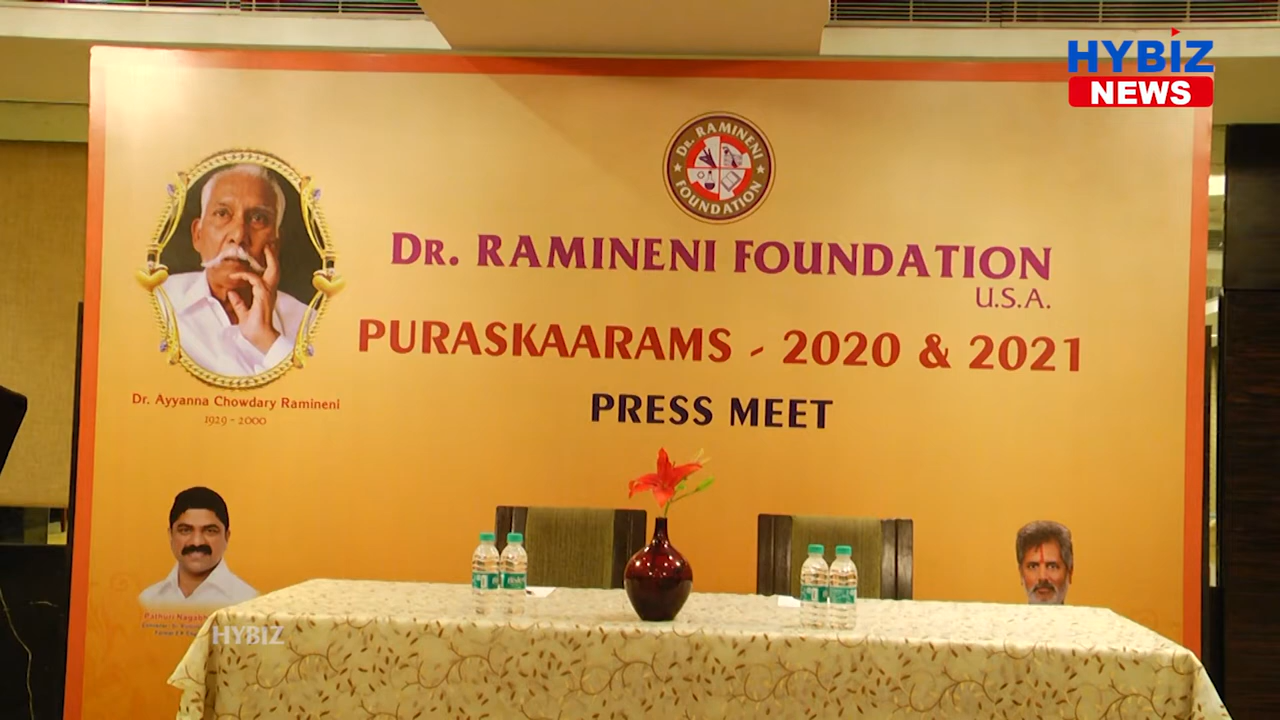 HYBIZ
NEWS
DR. RAMINENI
FOUNDATION
DR. RAMINENI FOUNDATION
U.S.A.
PURASKAARAMS - 2020 & 2021
PRESS MEET
Dr. Ayyanna Chowdary Ramineni
1929 - 2000
Pathuri
HYBIZ